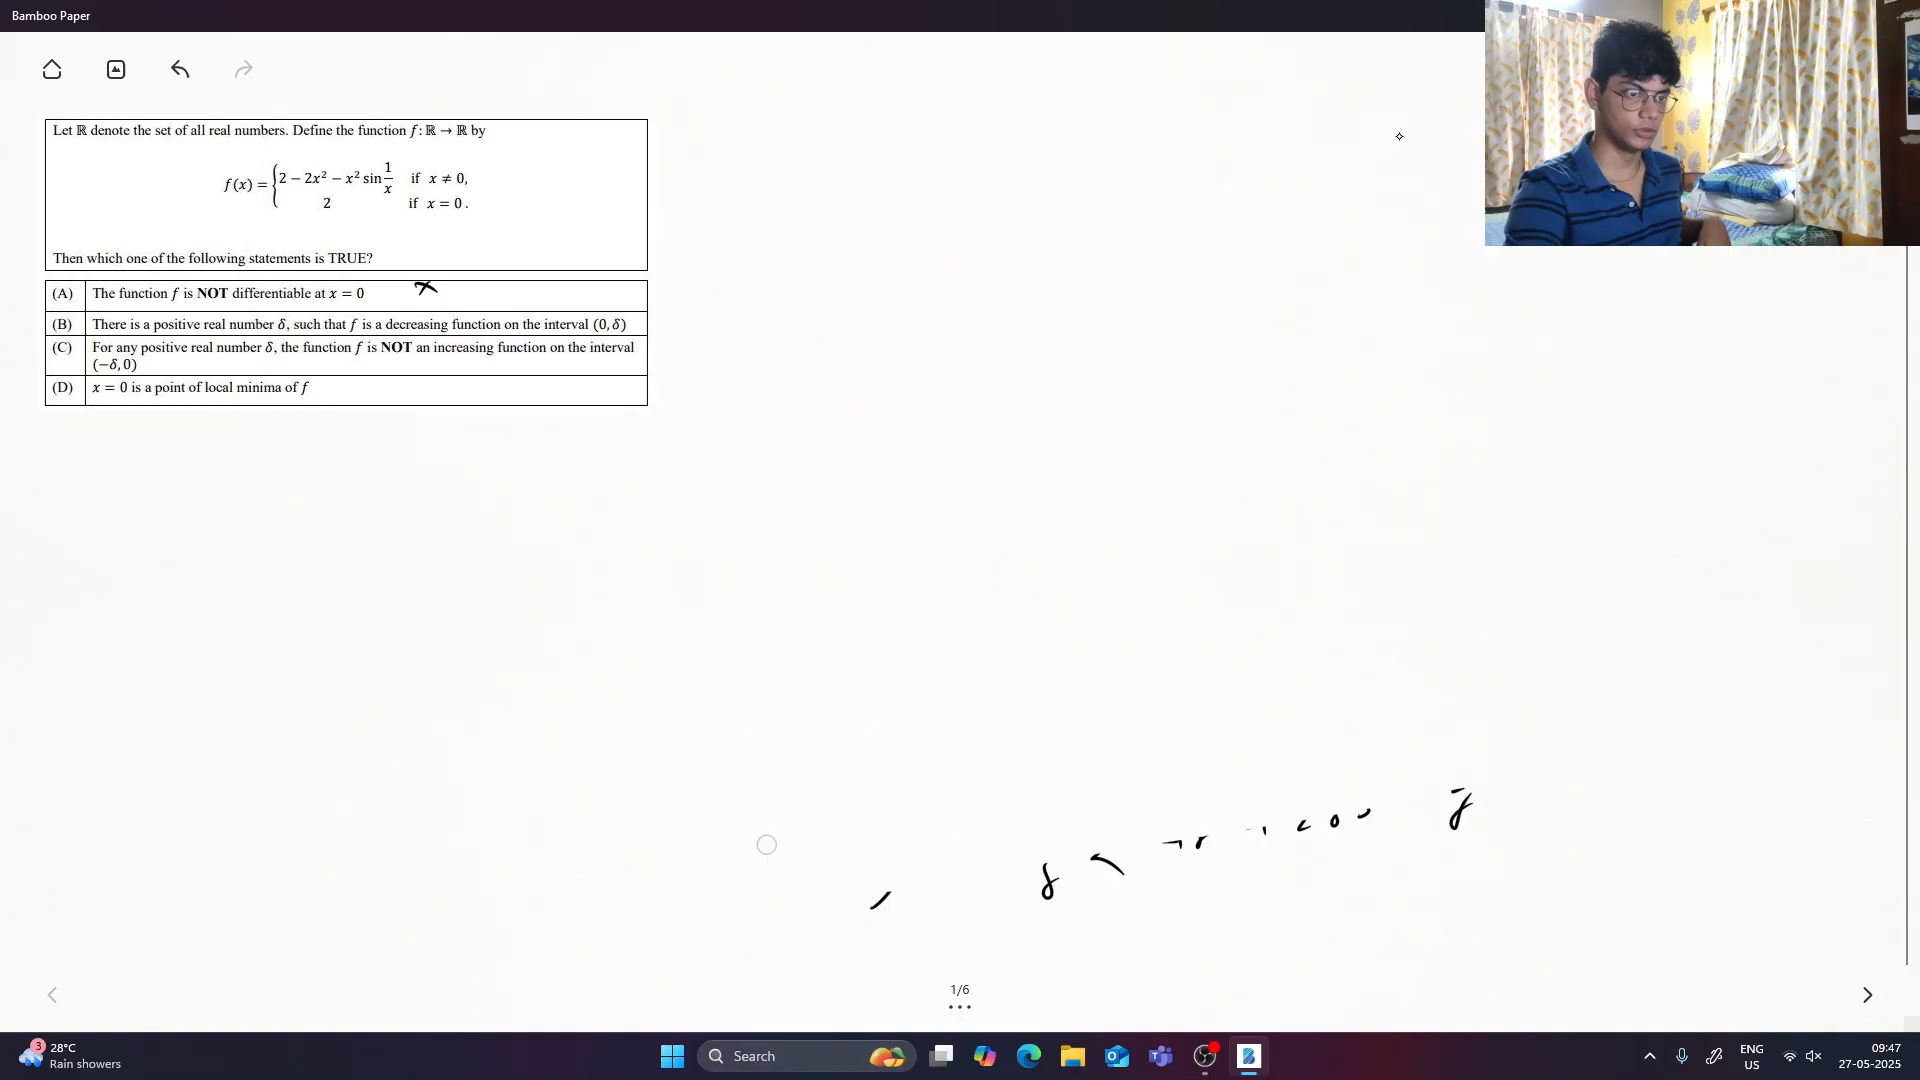 Bamboo Paper
Let ℝ denote the set of all real numbers. Define the function f: ℝ → ℝ by
f(x) = { 2 − 2x² − x² sin 1/x if x ≠ 0,
2 if x = 0 .
Then which one of the following statements is TRUE?
(A) The function f is NOT differentiable at x = 0
(B) There is a positive real number δ, such that f is a decreasing function on the interval (0, δ)
(C) For any positive real number δ, the function f is NOT an increasing function on the interval
(−δ, 0)
(D) x = 0 is a point of local minima of f
1/6
3
28°C
Rain showers
Search
ENG
US
09:47
27-05-2025